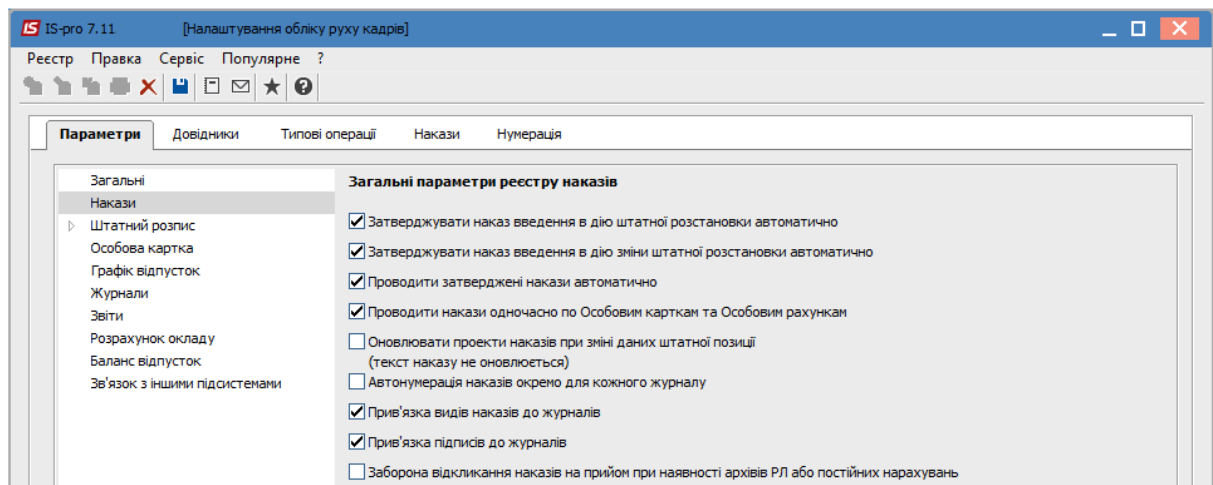 IS-pro 7.11 [Налаштування обліку руху кадрів]
Реєстр Правка Сервіс Популярне ?
Параметри Довідники Типові операції Накази Нумерація
Загальні
Накази
Штатний розпис
Особова картка
Графік відпусток
Журнали
Звіти
Розрахунок окладу
Баланс відпусток
Зв'язок з іншими підсистемами
Загальні параметри реєстру наказів
Затверджувати наказ введення в дію штатної розстановки автоматично
Затверджувати наказ введення в дію зміни штатної розстановки автоматично
Проводити затверджені накази автоматично
Проводити накази одночасно по Особовим карткам та Особовим рахункам
Оновлювати проекти наказів при зміні даних штатної позиції
(текст наказу не оновлюється)
Автонумерація наказів окремо для кожного журналу
Прив'язка видів наказів до журналів
Прив'язка підписів до журналів
Заборона відкликання наказів на прийом при наявності архівів РЛ або постійних нарахувань